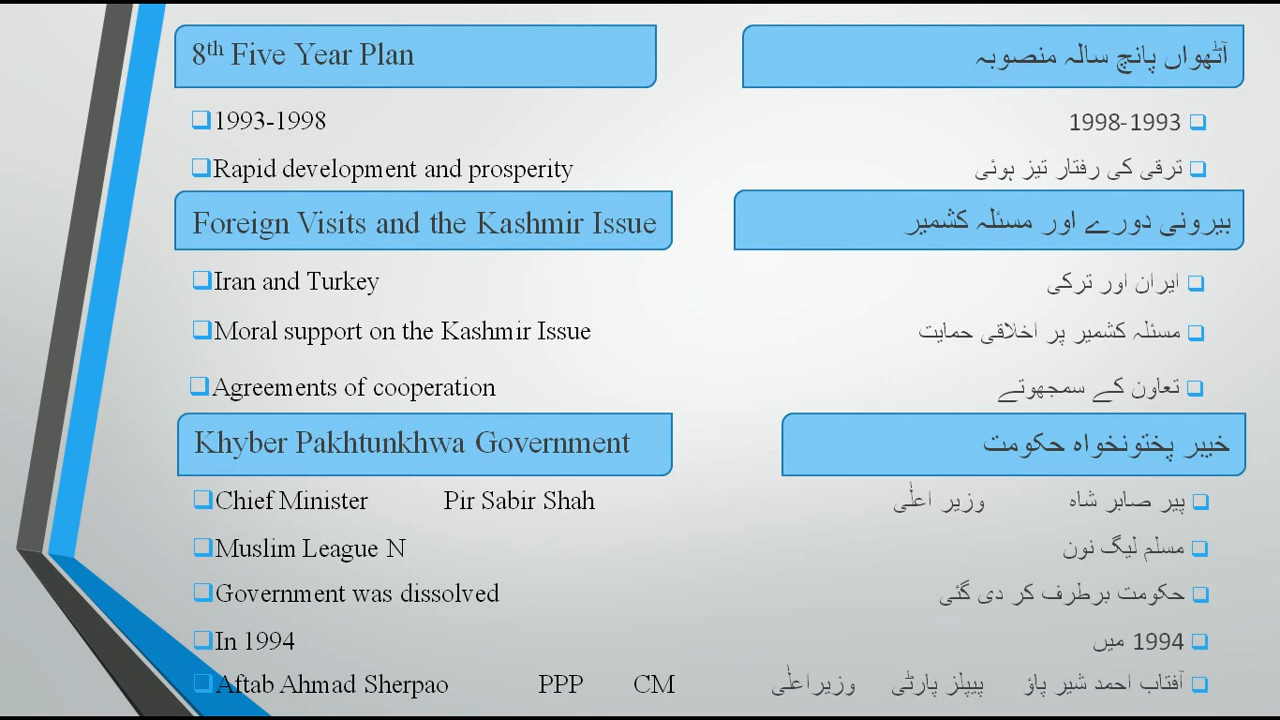 8th Five Year Plan
آٹھواں پانچ سالہ منصوبہ
1993-1998
1998-1993
Rapid development and prosperity
ترقی کی رفتار تیز ہوئی
Foreign Visits and the Kashmir Issue
بیرونی دورے اور مسئلہ کشمیر
Iran and Turkey
ایران اور ترکی
Moral support on the Kashmir Issue
مسئلہ کشمیر پر اخلاقی حمایت
Agreements of cooperation
تعاون کے سمجھوتے
Khyber Pakhtunkhwa Government
خیبر پختونخواہ حکومت
Chief Minister Pir Sabir Shah
پیر صابر شاہ وزیر اعلٰی
Muslim League N
مسلم لیگ نون
Government was dissolved
حکومت برطرف کر دی گئی
In 1994
1994 میں
Aftab Ahmad Sherpao PPP CM
آفتاب احمد شیر پاؤ پیپلز پارٹی وزیراعلٰی